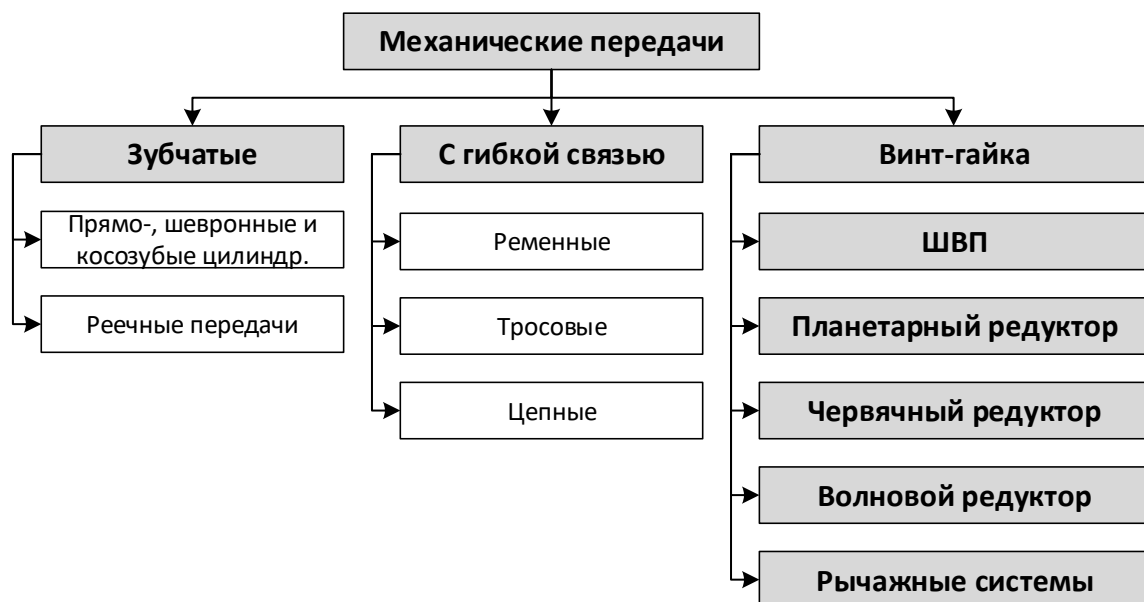 Механические передачи
Зубчатые
Прямо-, шевронные и
косозубые цилиндр.
Реечные передачи
С гибкой связью
Ременные
Тросовые
Цепные
Винт-гайка
ШВП
Планетарный редуктор
Червячный редуктор
Волновой редуктор
Рычажные системы